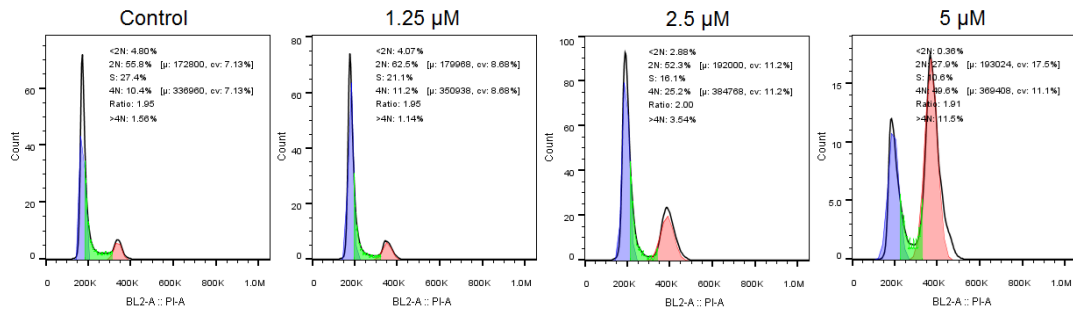 Control
<2N: 4.80%
2N: 55.8% [µ: 172800, cv: 7.13%]
S: 27.4%
4N: 10.4% [µ: 336960, cv: 7.13%]
Ratio: 1.95
>4N: 1.56%
60
40
20
0
Count
0 200K 400K 600K 800K 1.0M
BL2-A :: PI-A
1.25 µM
<2N: 4.07%
2N: 62.5% [µ: 179968, cv: 8.68%]
S: 21.1%
4N: 11.2% [µ: 350938, cv: 8.68%]
Ratio: 1.95
>4N: 1.14%
80
60
40
20
0
Count
0 200K 400K 600K 800K 1.0M
BL2-A :: PI-A
2.5 µM
<2N: 2.88%
2N: 52.3% [µ: 192000, cv: 11.2%]
S: 16.1%
4N: 25.2% [µ: 384768, cv: 11.2%]
Ratio: 2.00
>4N: 3.54%
100
80
60
40
20
0
Count
0 200K 400K 600K 800K 1.0M
BL2-A :: PI-A
5 µM
<2N: 0.36%
2N: 27.9% [µ: 193024, cv: 17.5%]
S: 10.6%
4N: 49.6% [µ: 369408, cv: 11.1%]
Ratio: 1.91
>4N: 11.5%
15
10
5.0
0
Count
0 200K 400K 600K 800K 1.0M
BL2-A :: PI-A